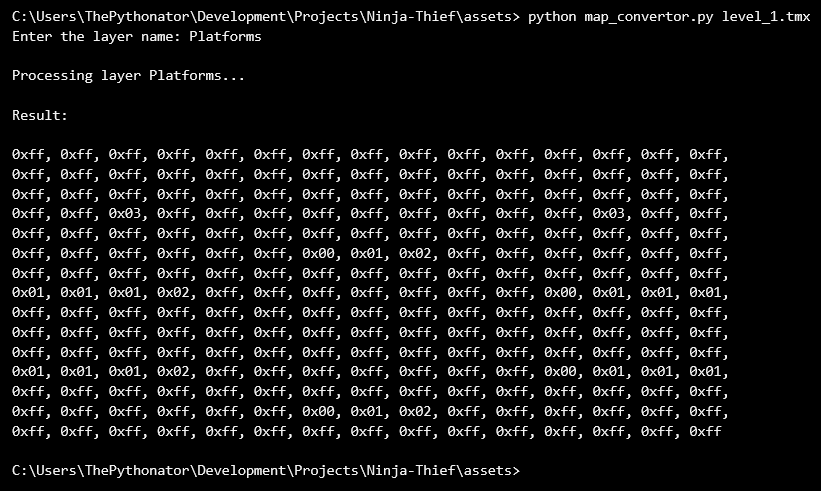 C:\Users\ThePythonator\Development\Projects\Ninja-Thief\assets> python map_convertor.py level_1.tmx
Enter the layer name: Platforms
Processing layer Platforms...
Result:
0xff, 0xff, 0xff, 0xff, 0xff, 0xff, 0xff, 0xff, 0xff, 0xff, 0xff, 0xff, 0xff, 0xff, 0xff,
0xff, 0xff, 0xff, 0xff, 0xff, 0xff, 0xff, 0xff, 0xff, 0xff, 0xff, 0xff, 0xff, 0xff, 0xff,
0xff, 0xff, 0xff, 0xff, 0xff, 0xff, 0xff, 0xff, 0xff, 0xff, 0xff, 0xff, 0xff, 0xff, 0xff,
0xff, 0xff, 0x03, 0xff, 0xff, 0xff, 0xff, 0xff, 0xff, 0xff, 0xff, 0xff, 0x03, 0xff, 0xff,
0xff, 0xff, 0xff, 0xff, 0xff, 0xff, 0xff, 0xff, 0xff, 0xff, 0xff, 0xff, 0xff, 0xff, 0xff,
0xff, 0xff, 0xff, 0xff, 0xff, 0xff, 0x00, 0x01, 0x02, 0xff, 0xff, 0xff, 0xff, 0xff, 0xff,
0xff, 0xff, 0xff, 0xff, 0xff, 0xff, 0xff, 0xff, 0xff, 0xff, 0xff, 0xff, 0xff, 0xff, 0xff,
0x01, 0x01, 0x01, 0x02, 0xff, 0xff, 0xff, 0xff, 0xff, 0xff, 0xff, 0x00, 0x01, 0x01, 0x01,
0xff, 0xff, 0xff, 0xff, 0xff, 0xff, 0xff, 0xff, 0xff, 0xff, 0xff, 0xff, 0xff, 0xff, 0xff,
0xff, 0xff, 0xff, 0xff, 0xff, 0xff, 0xff, 0xff, 0xff, 0xff, 0xff, 0xff, 0xff, 0xff, 0xff,
0xff, 0xff, 0xff, 0xff, 0xff, 0xff, 0xff, 0xff, 0xff, 0xff, 0xff, 0xff, 0xff, 0xff, 0xff,
0x01, 0x01, 0x01, 0x02, 0xff, 0xff, 0xff, 0xff, 0xff, 0xff, 0xff, 0x00, 0x01, 0x01, 0x01,
0xff, 0xff, 0xff, 0xff, 0xff, 0xff, 0xff, 0xff, 0xff, 0xff, 0xff, 0xff, 0xff, 0xff, 0xff,
0xff, 0xff, 0xff, 0xff, 0xff, 0xff, 0x00, 0x01, 0x02, 0xff, 0xff, 0xff, 0xff, 0xff, 0xff,
0xff, 0xff, 0xff, 0xff, 0xff, 0xff, 0xff, 0xff, 0xff, 0xff, 0xff, 0xff, 0xff, 0xff, 0xff
C:\Users\ThePythonator\Development\Projects\Ninja-Thief\assets>